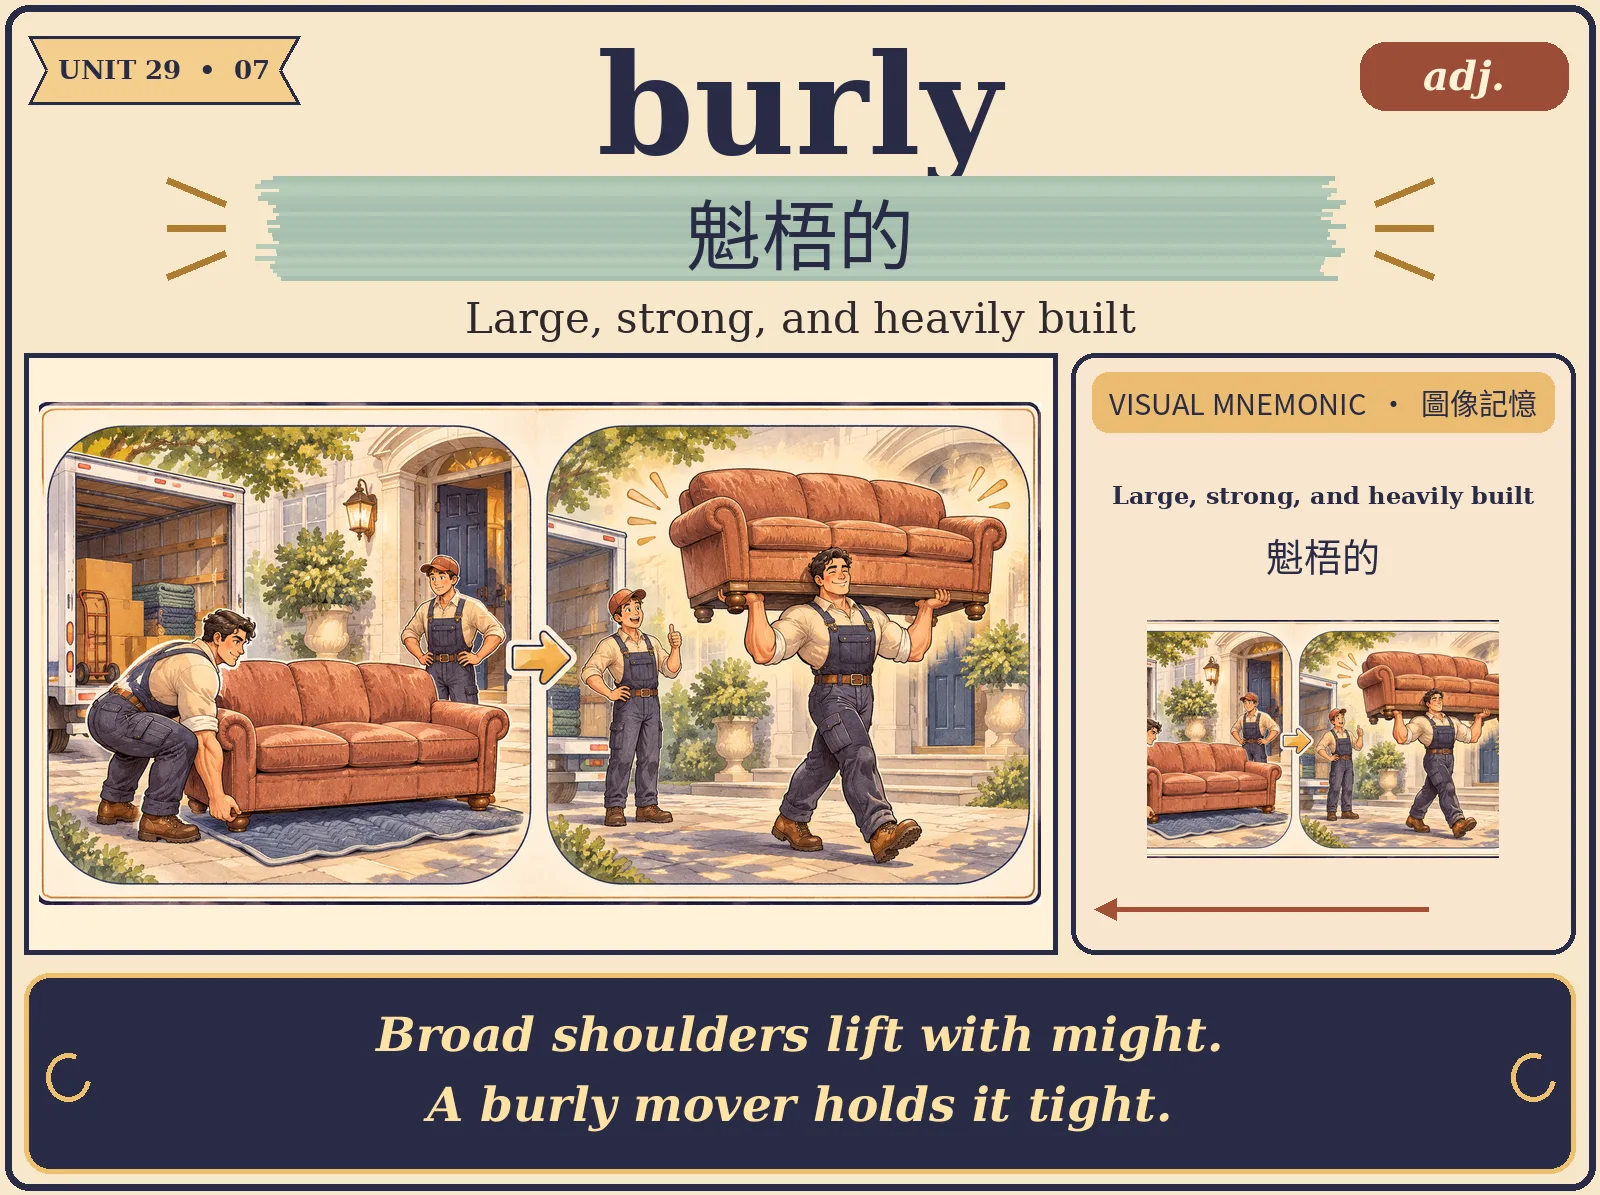 UNIT 29 • 07
burly
adj.
魁梧的
Large, strong, and heavily built
VISUAL MNEMONIC • 圖像記憶
Large, strong, and heavily built
魁梧的
Broad shoulders lift with might.
A burly mover holds it tight.